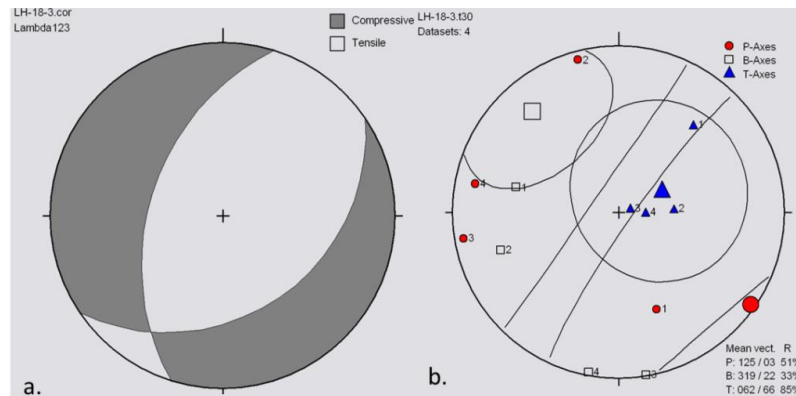 LH-18-3.cor
Lambda123
Compressive
Tensile
a.
LH-18-3.t30
Datasets: 4
P-Axes
B-Axes
T-Axes
2
1
4
1
3
4
2
3
2
1
4
3
b.
Mean vect. R
P: 125 / 03 51%
B: 319 / 22 33%
T: 062 / 66 85%